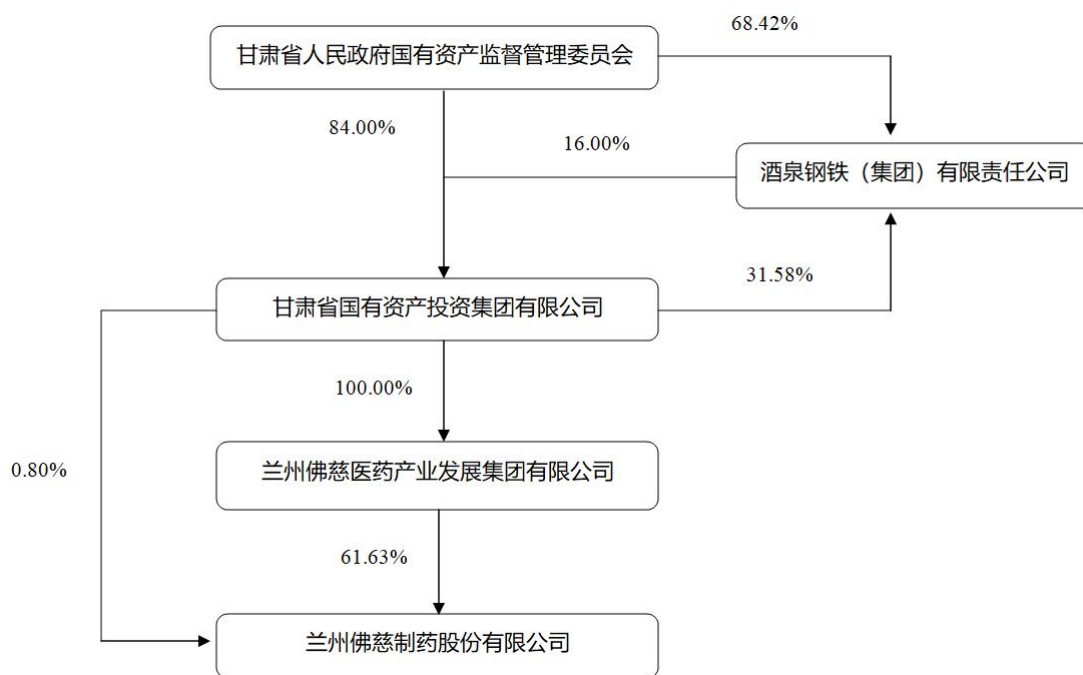 68.42%
甘肃省人民政府国有资产监督管理委员会
84.00%
16.00%
酒泉钢铁（集团）有限责任公司
31.58%
甘肃省国有资产投资集团有限公司
100.00%
兰州佛慈医药产业发展集团有限公司
0.80%
61.63%
兰州佛慈制药股份有限公司